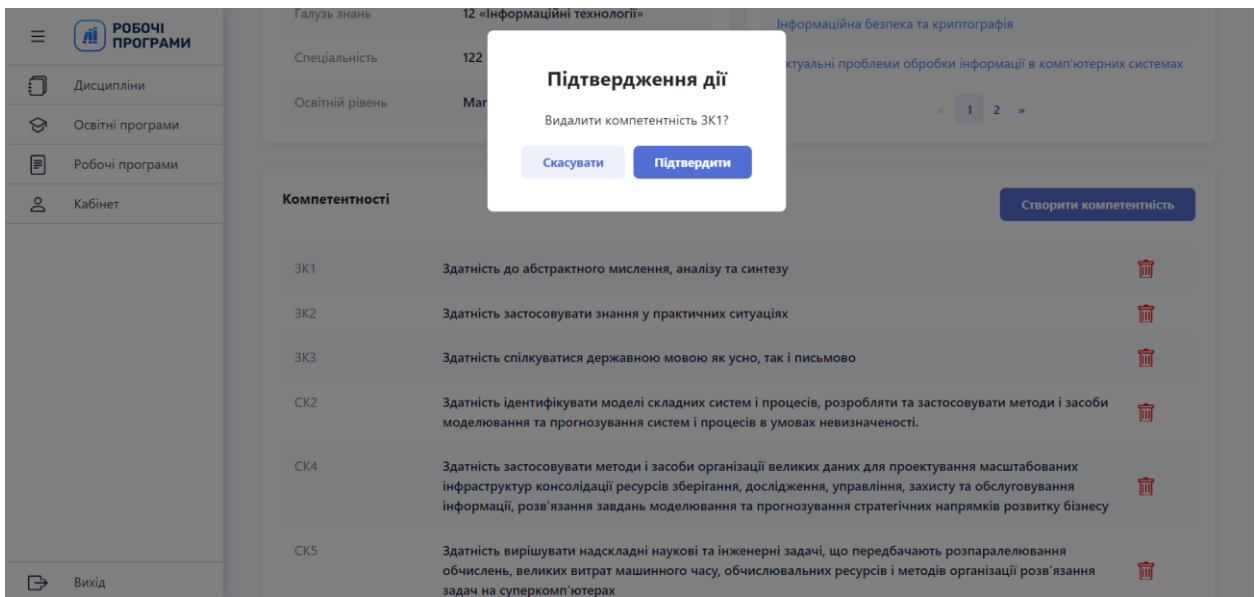 РОБОЧІ
ПРОГРАМИ
Дисципліни
Освітні програми
Робочі програми
Кабінет
Вихід
Галузь знань
12 «Інформаційні технології»
Спеціальність
122
Освітній рівень
Інформаційна безпека та криптографія
проблеми обробки інформації в комп'ютерних системах
« 1 2 »
Підтвердження дії
Видалити компетентність ЗК1?
Скасувати
Підтвердити
Компетентності
Створити компетентність
ЗК1
Здатність до абстрактного мислення, аналізу та синтезу
ЗК2
Здатність застосовувати знання у практичних ситуаціях
ЗК3
Здатність спілкуватися державною мовою як усно, так і письмово
СК2
Здатність ідентифікувати моделі складних систем і процесів, розробляти та застосовувати методи і засоби
моделювання та прогнозування систем і процесів в умовах невизначеності.
СК4
Здатність застосовувати методи і засоби організації великих даних для проектування масштабованих
інфраструктур консолідації ресурсів зберігання, дослідження, управління, захисту та обслуговування
інформації, розв'язання завдань моделювання та прогнозування стратегічних напрямків розвитку бізнесу
СК5
Здатність вирішувати надскладні наукові та інженерні задачі, що передбачають розпаралелювання
обчислень, великих витрат машинного часу, обчислювальних ресурсів і методів організації розв'язання
задач на суперкомп'ютерах